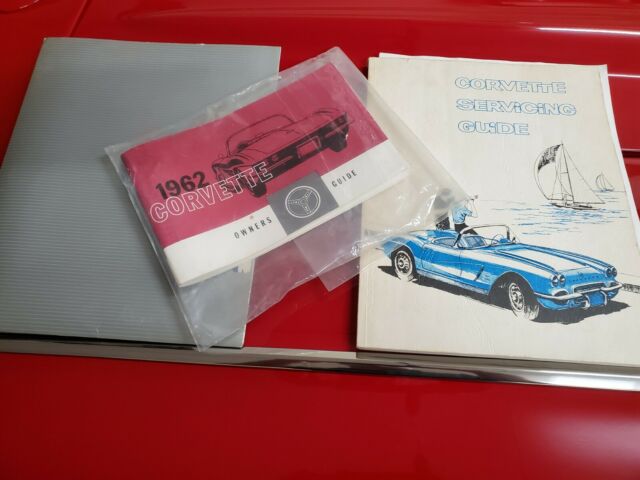 1962
CORVETTE
OWNERS GUIDE
CORVETTE
SERVICING
GUIDE